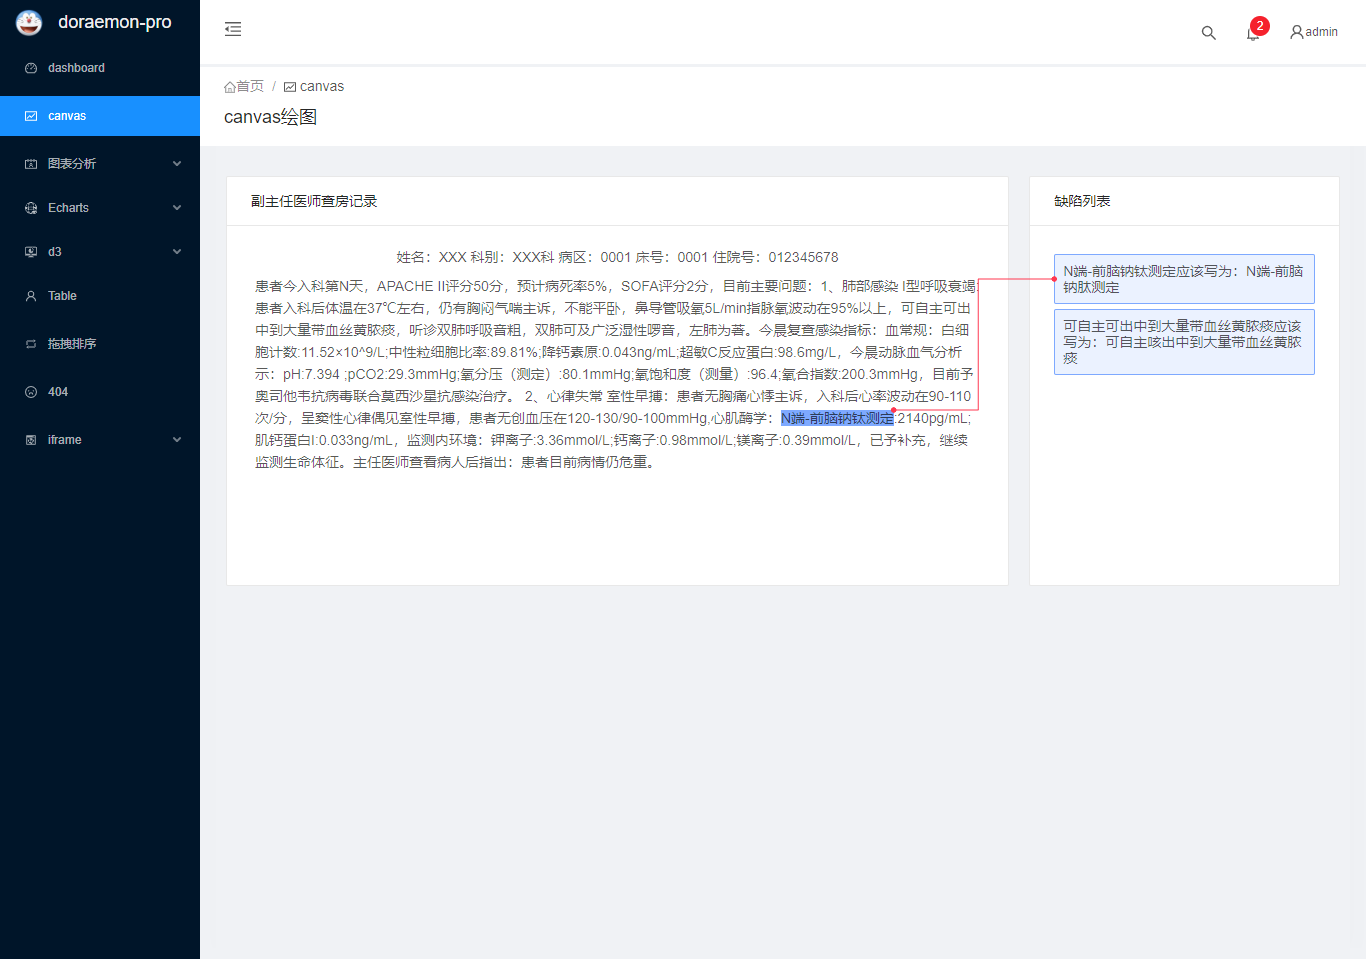 doraemon-pro
dashboard
canvas
图表分析
Echarts
d3
Table
拖拽排序
404
iframe
2
admin
首页 / canvas
canvas绘图
副主任医师查房记录
姓名：XXX 科别：XXX科 病区：0001 床号：0001 住院号：012345678
患者今入科第N天，APACHE II评分50分，预计病死率5%，SOFA评分2分，目前主要问题：1、肺部感染 I型呼吸衰竭:
患者入科后体温在37℃左右，仍有胸闷气喘主诉，不能平卧，鼻导管吸氧5L/min指脉氧波动在95%以上，可自主可出
中到大量带血丝黄脓痰，听诊双肺呼吸音粗，双肺可及广泛湿性啰音，左肺为著。今晨复查感染指标：血常规：白细
胞计数:11.52×10^9/L;中性粒细胞比率:89.81%;降钙素原:0.043ng/mL;超敏C反应蛋白:98.6mg/L，今晨动脉血气分析
示：pH:7.394 ;pCO2:29.3mmHg;氧分压（测定）:80.1mmHg;氧饱和度（测量）:96.4;氧合指数:200.3mmHg，目前予
奥司他韦抗病毒联合莫西沙星抗感染治疗。 2、心律失常 室性早搏：患者无胸痛心悸主诉，入科后心率波动在90-110
次/分，呈窦性心律偶见室性早搏，患者无创血压在120-130/90-100mmHg,心肌酶学：N端-前脑钠钛测定:2140pg/mL;
肌钙蛋白I:0.033ng/mL，监测内环境：钾离子:3.36mmol/L;钙离子:0.98mmol/L;镁离子:0.39mmol/L，已予补充，继续
监测生命体征。主任医师查看病人后指出：患者目前病情仍危重。
缺陷列表
N端-前脑钠钛测定应该写为：N端-前脑
钠肽测定
可自主可出中到大量带血丝黄脓痰应该
写为：可自主咳出中到大量带血丝黄脓
痰